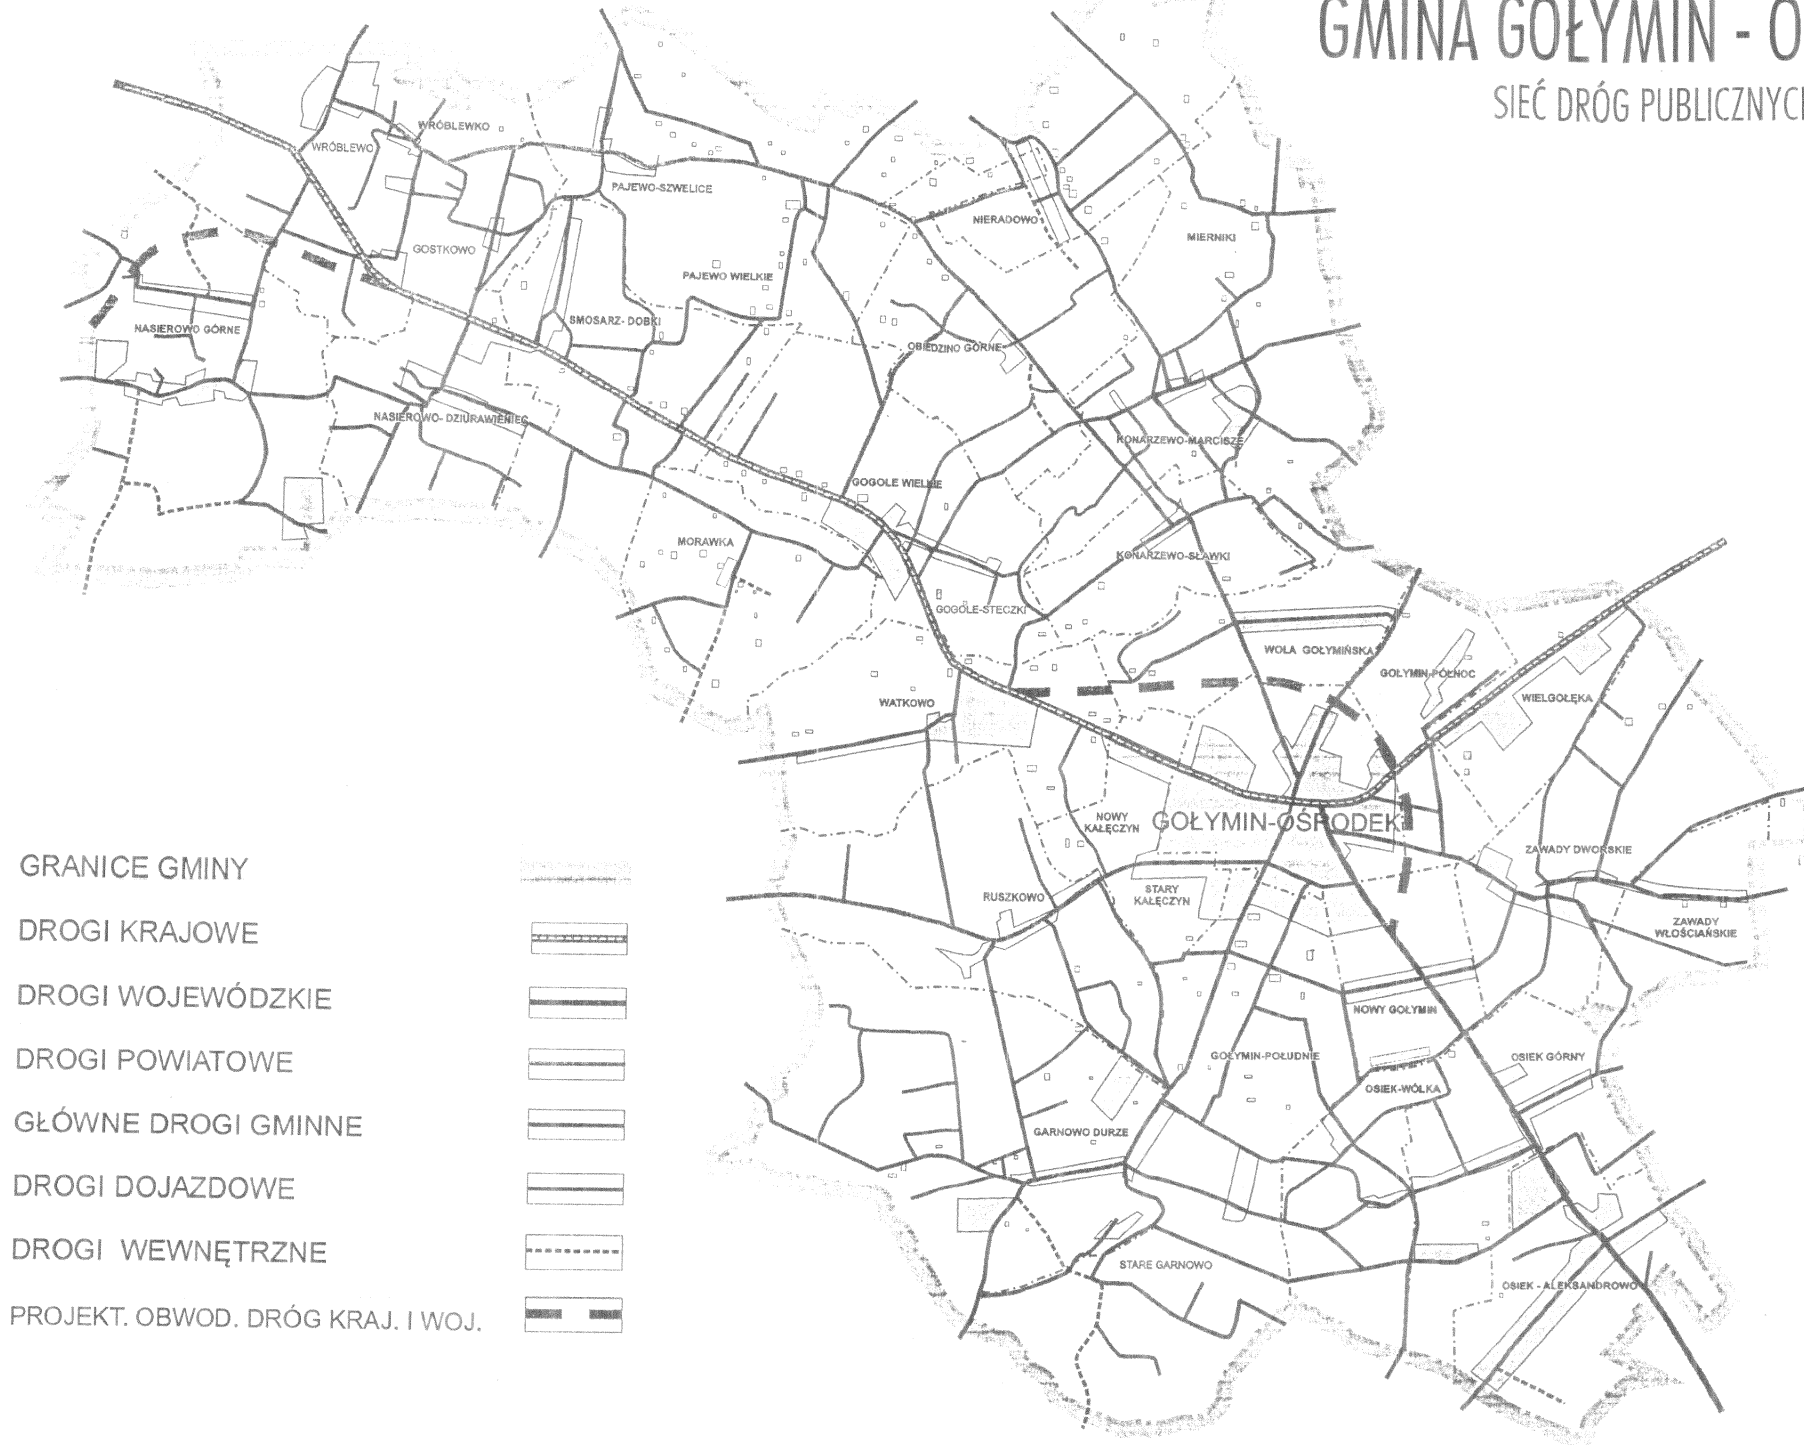 GMINA GOŁYMIN - O
SIEĆ DRÓG PUBLICZNYCH
WRÓBLEWKO
WRÓBLEWO
PAJEWO-SZWELICE
NIERADOWO
MIERNIKI
GOSTKOWO
PAJEWO WIELKIE
NASIEROWO GÓRNE
SMOSARZ- DOBKI
OBIEDZINO GÓRNE
NASIEROWO- DZIURAWIENIEC
KONARZEWO-MARCISZE
GOGOLE WIELKIE
MORAWKA
KONARZEWO-SŁAWKI
GOGOLE-STECZKI
WOLA GOŁYMIŃSKA
GOŁYMIN-PÓŁNOC
WIELGOŁĘKA
WATKOWO
NOWY
KAŁĘCZYN
GOŁYMIN-OŚRODEK
ZAWADY DWORSKIE
RUSZKOWO
STARY
KAŁĘCZYN
ZAWADY
WŁOŚCIAŃSKIE
NOWY GOŁYMIN
GOŁYMIN-POŁUDNIE
OSIEK GÓRNY
OSIEK-WÓLKA
GARNOWO DURZE
STARE GARNOWO
OSIEK - ALEKSANDROWO
GRANICE GMINY
DROGI KRAJOWE
DROGI WOJEWÓDZKIE
DROGI POWIATOWE
GŁÓWNE DROGI GMINNE
DROGI DOJAZDOWE
DROGI WEWNĘTRZNE
PROJEKT. OBWOD. DRÓG KRAJ. I WOJ.